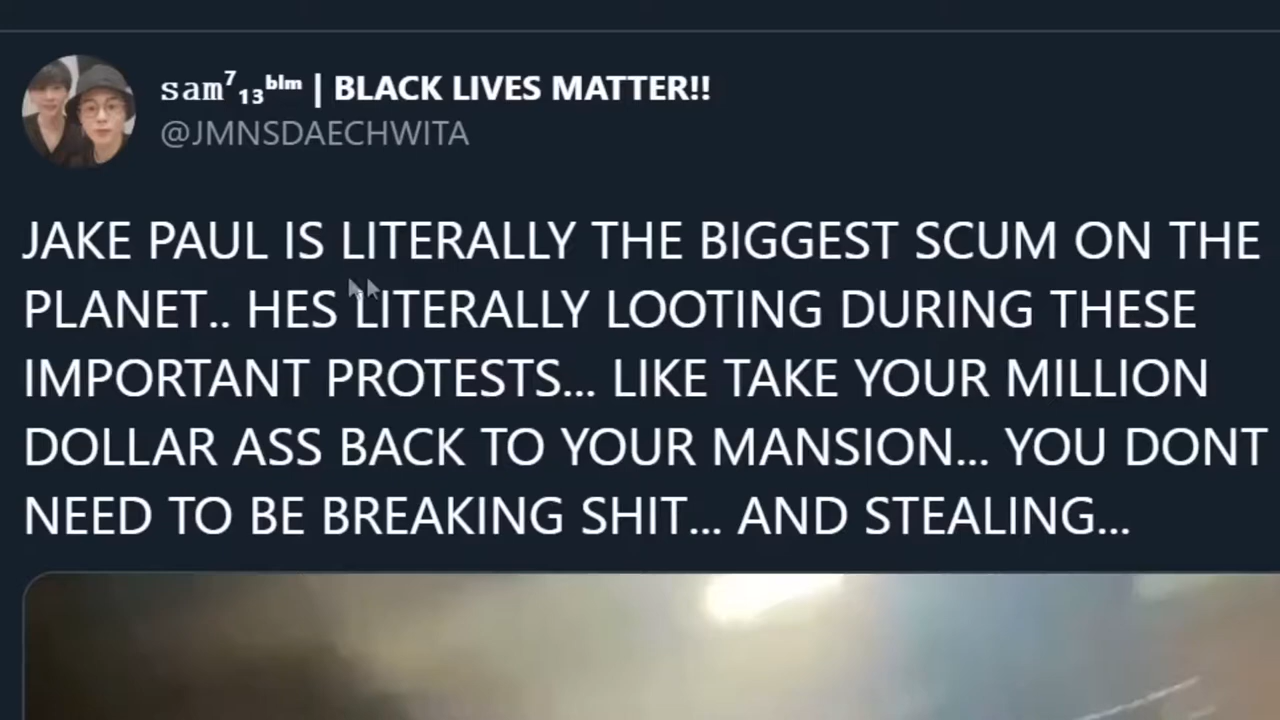 sam⁷₁₃ᵇˡᵐ | BLACK LIVES MATTER!!
@JMNSDAECHWITA
JAKE PAUL IS LITERALLY THE BIGGEST SCUM ON THE
PLANET.. HES LITERALLY LOOTING DURING THESE
IMPORTANT PROTESTS... LIKE TAKE YOUR MILLION
DOLLAR ASS BACK TO YOUR MANSION... YOU DONT
NEED TO BE BREAKING SHIT... AND STEALING...